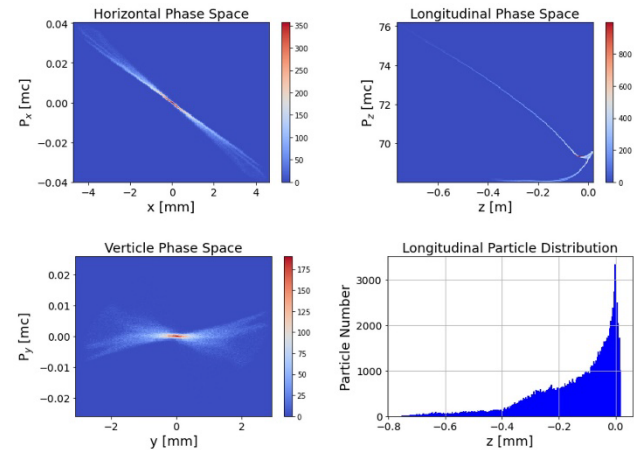 Horizontal Phase Space
0.04
0.02
0.00
−0.02
−0.04
Pₓ [mc]
−4 −2 0 2 4
x [mm]
350
300
250
200
150
100
50
0
Longitudinal Phase Space
76
74
72
70
P_z [mc]
−0.6 −0.4 −0.2 0.0
z [m]
800
600
400
200
0
Verticle Phase Space
0.02
0.01
0.00
−0.01
−0.02
P_y [mc]
−2 0 2
y [mm]
175
150
125
100
75
50
25
0
Longitudinal Particle Distribution
3000
2000
1000
0
Particle Number
−0.8 −0.6 −0.4 −0.2 0.0
z [mm]